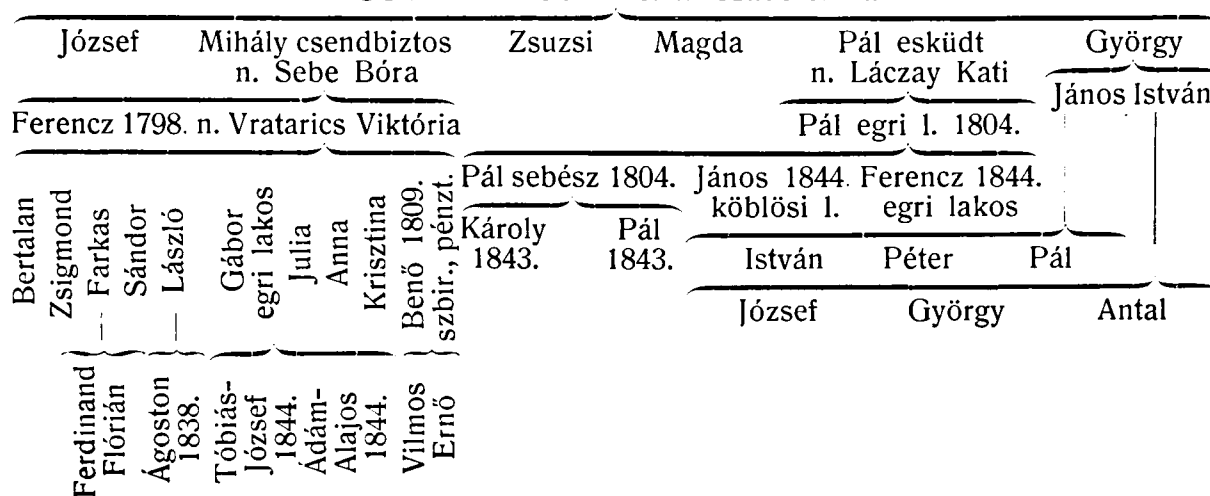 József Mihály csendbiztos Zsuzsi Magda Pál esküdt György
n. Sebe Bóra n. Láczay Kati
János István
Ferencz 1798. n. Vratarics Viktória Pál egri l. 1804.
Pál sebész 1804. János 1844. Ferencz 1844.
köblösi l. egri lakos
Károly Pál
1843. 1843.
István Péter Pál
József György Antal
Bertalan
Zsigmond
Farkas
Sándor
László
Gábor
egri lakos
Julia
Anna
Krisztina
Benő 1809.
szbir., pénzt.
Ferdinand
Flórián
Ágoston
1838.
Tóbiás-
József
1844.
Ádám-
Alajos
1844.
Vilmos
Ernő